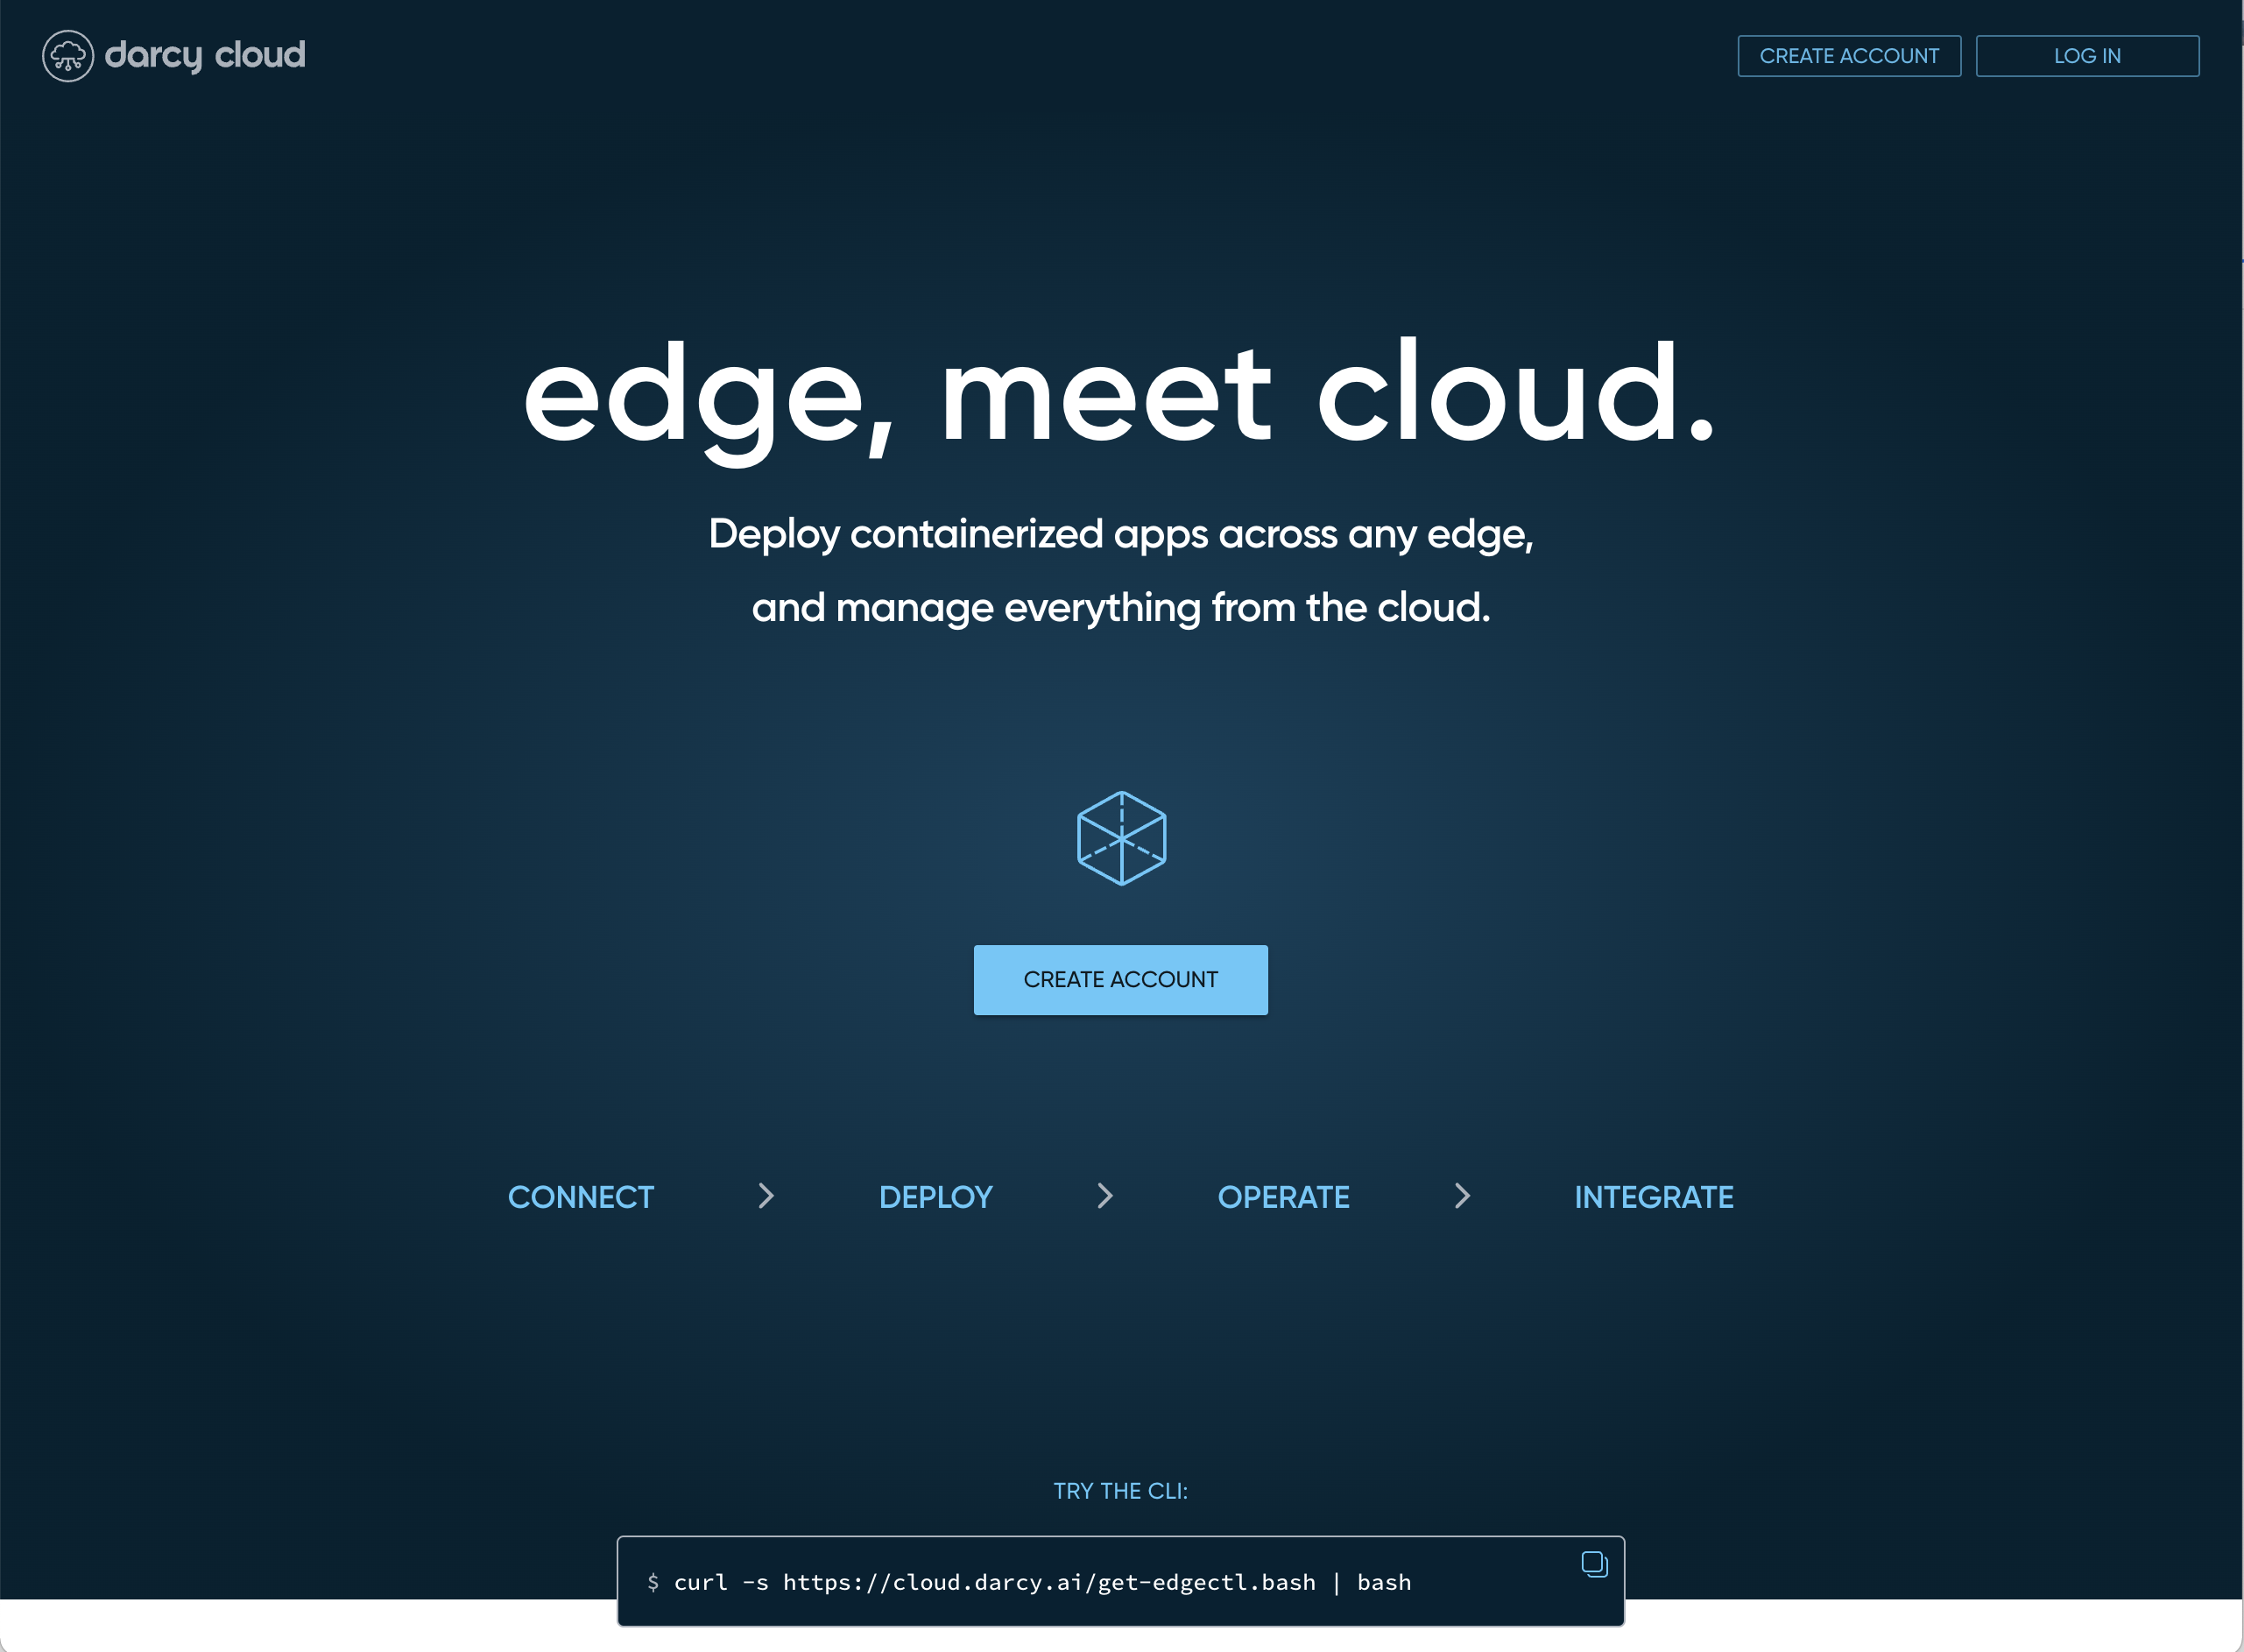 darcy cloud
CREATE ACCOUNT
LOG IN
edge, meet cloud.
Deploy containerized apps across any edge,
and manage everything from the cloud.
CREATE ACCOUNT
CONNECT
DEPLOY
OPERATE
INTEGRATE
TRY THE CLI:
$ curl -s https://cloud.darcy.ai/get-edgectl.bash | bash